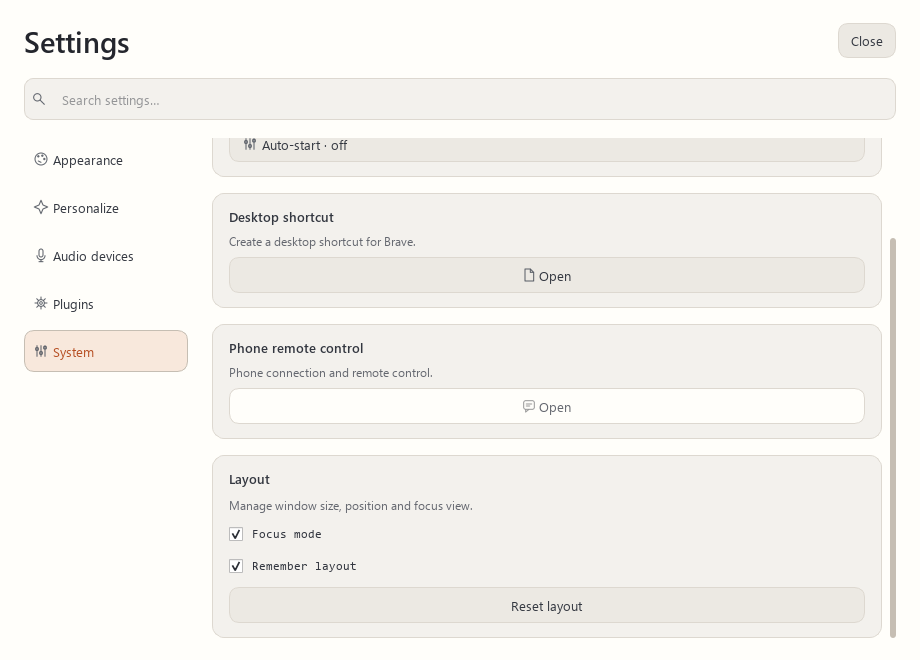 Settings
Close
Search settings...
Appearance
Personalize
Audio devices
Plugins
System
Auto-start · off
Desktop shortcut
Create a desktop shortcut for Brave.
Open
Phone remote control
Phone connection and remote control.
Open
Layout
Manage window size, position and focus view.
Focus mode
Remember layout
Reset layout